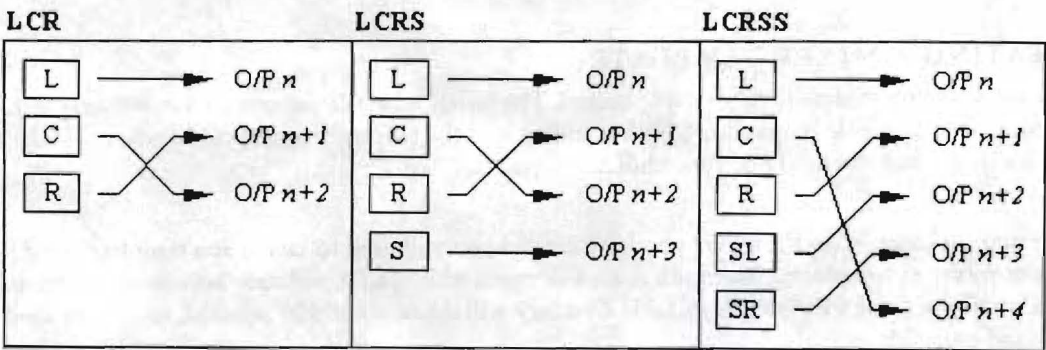 LCR LCRS LCRSS
L O/P n L O/P n L O/P n
C O/P n+1 C O/P n+1 C O/P n+1
R O/P n+2 R O/P n+2 R O/P n+2
S O/P n+3 SL O/P n+3
SR O/P n+4